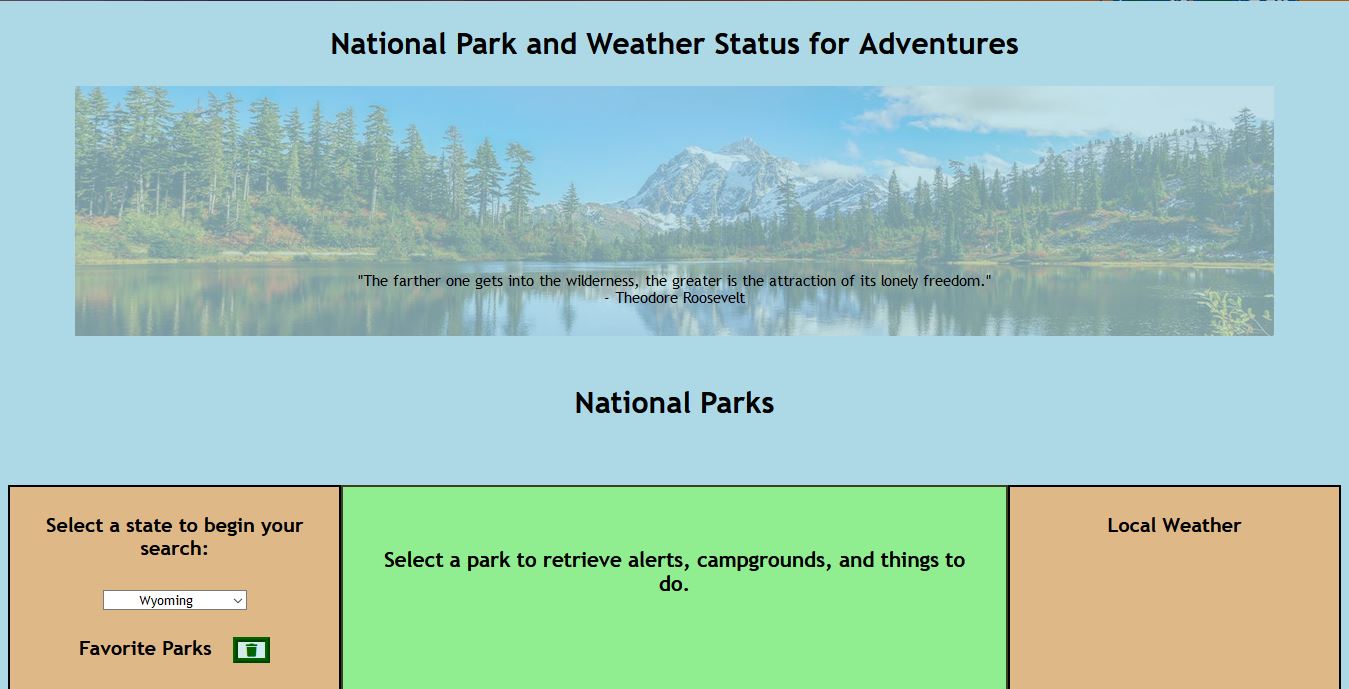 National Park and Weather Status for Adventures
"The farther one gets into the wilderness, the greater is the attraction of its lonely freedom."
- Theodore Roosevelt
National Parks
Select a state to begin your
search:
Wyoming
Favorite Parks
Select a park to retrieve alerts, campgrounds, and things to
do.
Local Weather